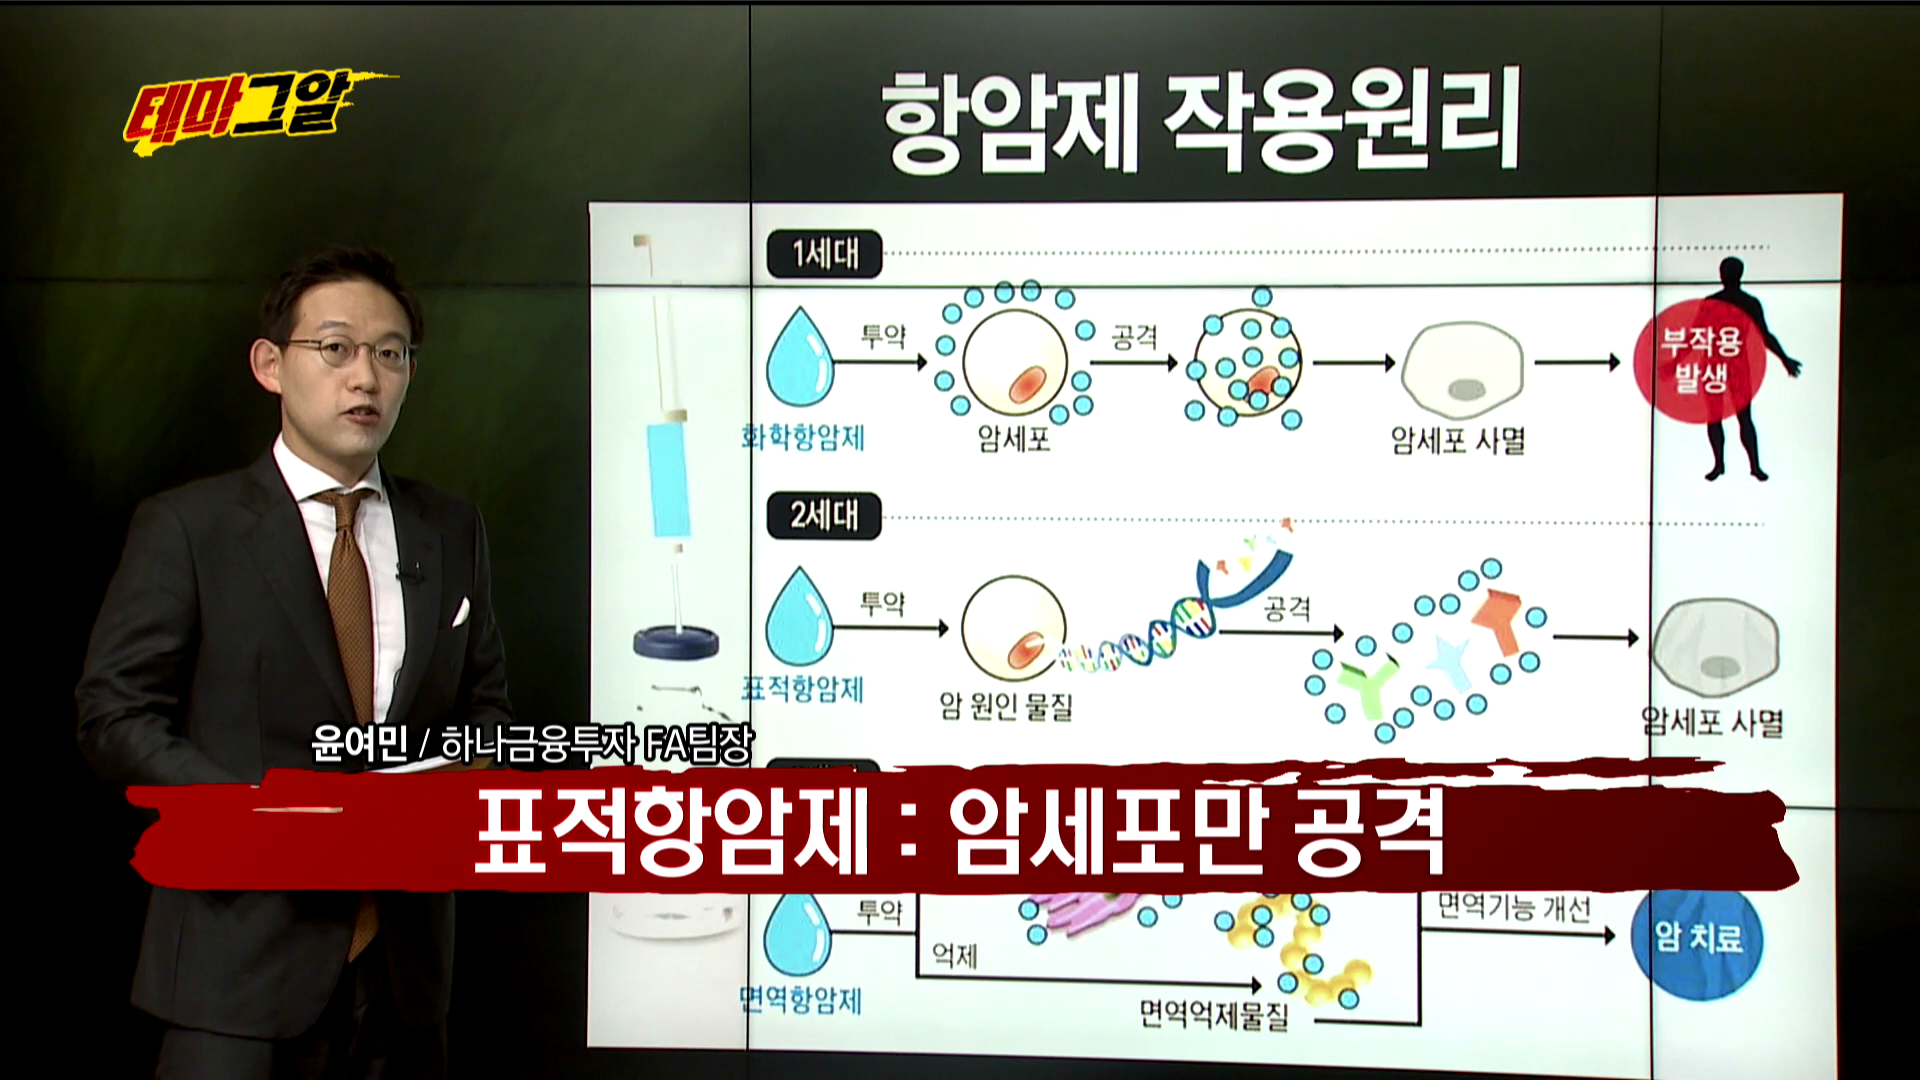 테마그알
항암제 작용원리
1세대
투약
공격
부작용
발생
화학항암제
암세포
암세포 사멸
2세대
투약
공격
표적항암제
암 원인 물질
암세포 사멸
윤여민 / 하나금융투자 FA팀장
표적항암제 : 암세포만 공격
투약
면역기능 개선
암 치료
억제
면역항암제
면역억제물질